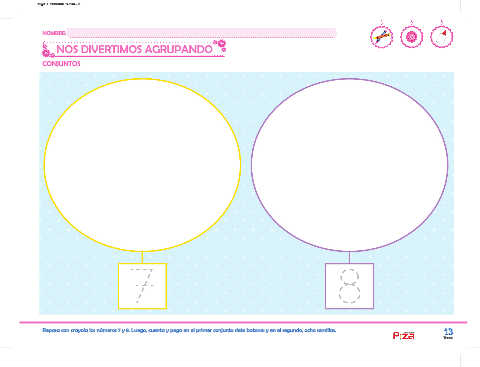 NOMBRE:
NOS DIVERTIMOS AGRUPANDO
CONJUNTOS
7
8
Repasa con crayola los números 7 y 8. Luego, cuenta y pega en el primer conjunto siete botones y en el segundo, ocho semillas.
13